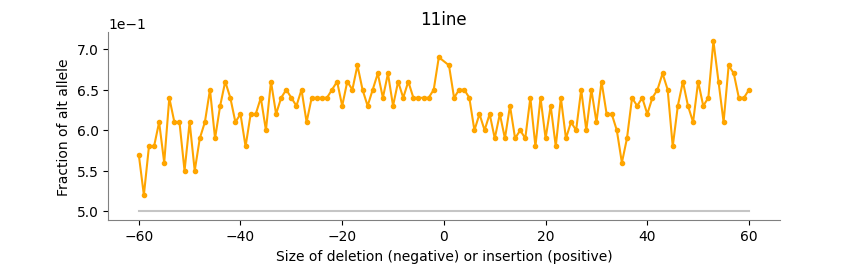 11ine
1e−1
7.0
6.5
6.0
5.5
5.0
Fraction of alt allele
−60 −40 −20 0 20 40 60
Size of deletion (negative) or insertion (positive)